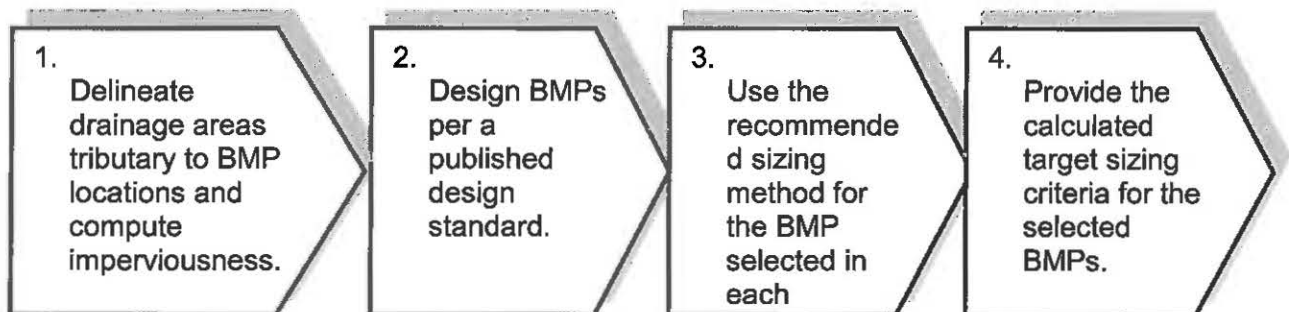 1.
Delineate
drainage areas
tributary to BMP
locations and
compute
imperviousness.
2.
Design BMPs
per a
published
design
standard.
3.
Use the
recommende
d sizing
method for
the BMP
selected in
each
4.
Provide the
calculated
target sizing
criteria for the
selected
BMPs.